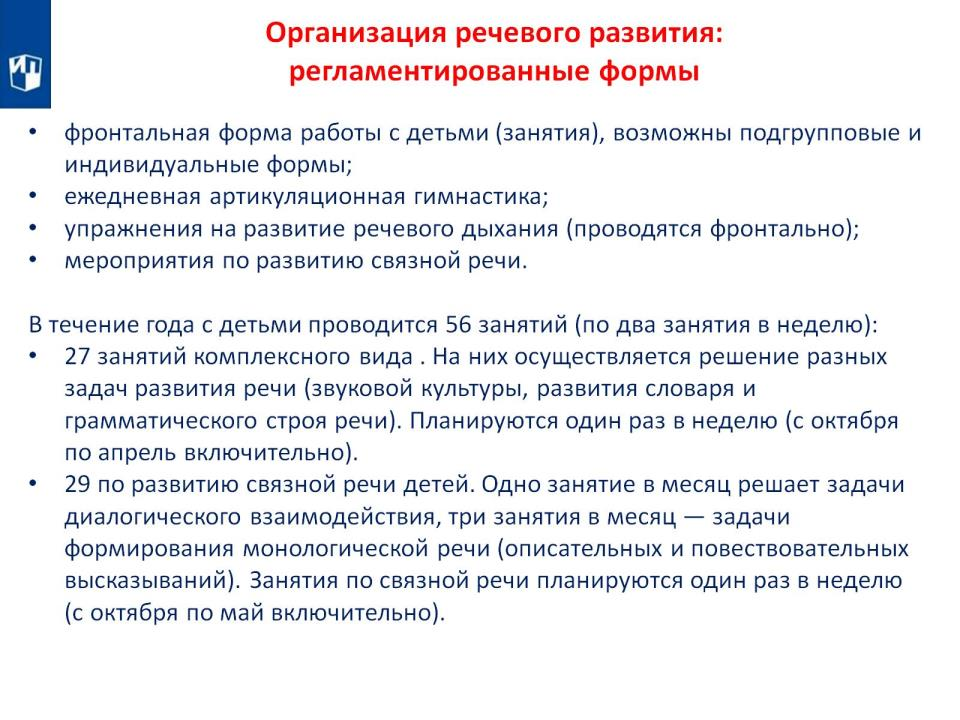 Организация речевого развития:
регламентированные формы
• фронтальная форма работы с детьми (занятия), возможны подгрупповые и
индивидуальные формы;
• ежедневная артикуляционная гимнастика;
• упражнения на развитие речевого дыхания (проводятся фронтально);
• мероприятия по развитию связной речи.
В течение года с детьми проводится 56 занятий (по два занятия в неделю):
• 27 занятий комплексного вида . На них осуществляется решение разных
задач развития речи (звуковой культуры, развития словаря и
грамматического строя речи). Планируются один раз в неделю (с октября
по апрель включительно).
• 29 по развитию связной речи детей. Одно занятие в месяц решает задачи
диалогического взаимодействия, три занятия в месяц — задачи
формирования монологической речи (описательных и повествовательных
высказываний). Занятия по связной речи планируются один раз в неделю
(с октября по май включительно).